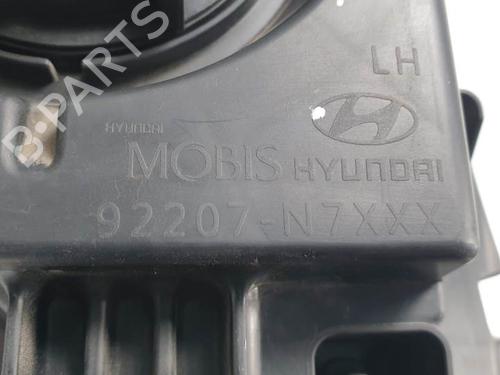 B-PARTS
LH
HYUNDAI
MOBIS HYUNDAI
92207-N7XXX